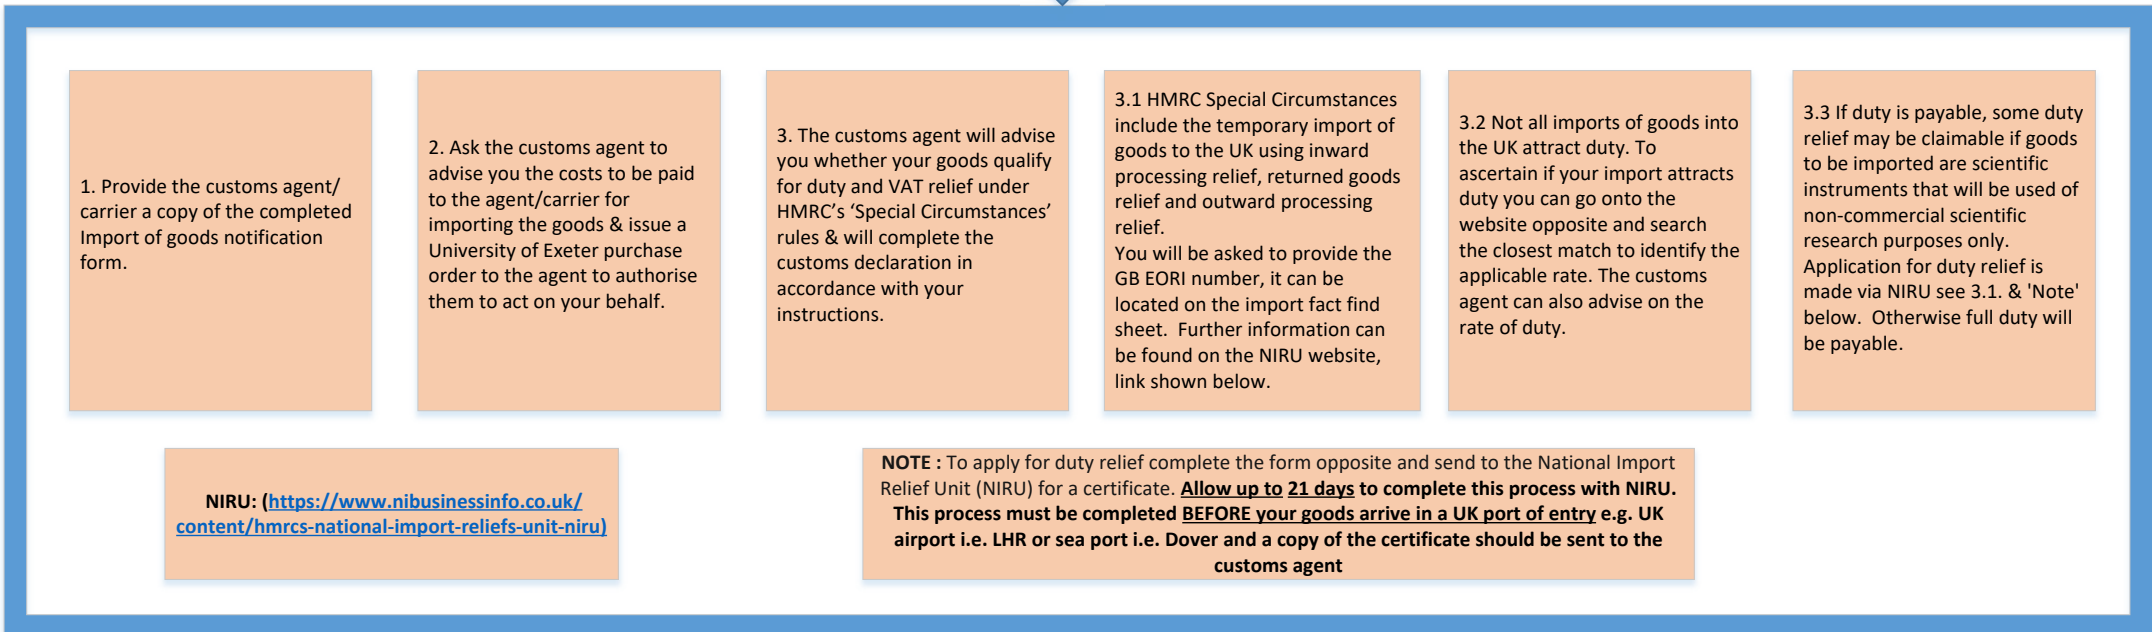 1. Provide the customs agent/
carrier a copy of the completed
Import of goods notification
form.
2. Ask the customs agent to
advise you the costs to be paid
to the agent/carrier for
importing the goods & issue a
University of Exeter purchase
order to the agent to authorise
them to act on your behalf.
3. The customs agent will advise
you whether your goods qualify
for duty and VAT relief under
HMRC's ‘Special Circumstances’
rules & will complete the
customs declaration in
accordance with your
instructions.
3.1 HMRC Special Circumstances
include the temporary import of
goods to the UK using inward
processing relief, returned goods
relief and outward processing
relief.
You will be asked to provide the
GB EORI number, it can be
located on the import fact find
sheet.  Further information can
be found on the NIRU website,
link shown below.
3.2 Not all imports of goods into
the UK attract duty. To
ascertain if your import attracts
duty you can go onto the
website opposite and search
the closest match to identify the
applicable rate. The customs
agent can also advise on the
rate of duty.
3.3 If duty is payable, some duty
relief may be claimable if goods
to be imported are scientific
instruments that will be used of
non-commercial scientific
research purposes only.
Application for duty relief is
made via NIRU see 3.1. & 'Note'
below.  Otherwise full duty will
be payable.
NIRU: (https://www.nibusinessinfo.co.uk/
content/hmrcs-national-import-reliefs-unit-niru)
NOTE : To apply for duty relief complete the form opposite and send to the National Import
Relief Unit (NIRU) for a certificate. Allow up to 21 days to complete this process with NIRU.
This process must be completed BEFORE your goods arrive in a UK port of entry e.g. UK
airport i.e. LHR or sea port i.e. Dover and a copy of the certificate should be sent to the
customs agent